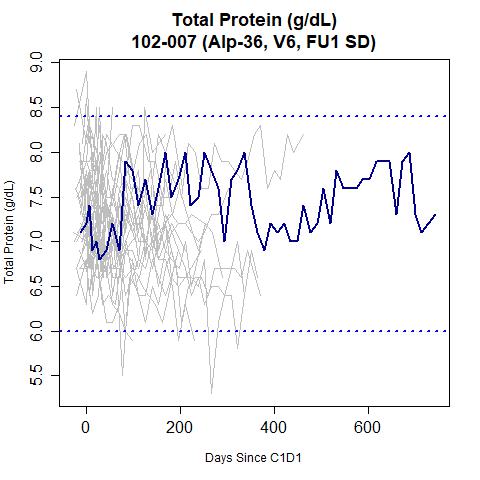 Total Protein (g/dL)
102-007 (Alp-36, V6, FU1 SD)
Total Protein (g/dL)
9.0
8.5
8.0
7.5
7.0
6.5
6.0
5.5
0 200 400 600
Days Since C1D1